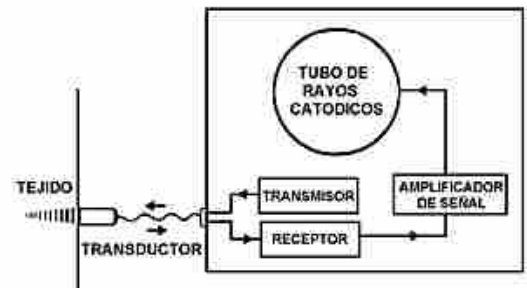 TUBO DE
RAYOS
CATODICOS
TEJIDO
TRANSMISOR
AMPLIFICADOR
DE SEÑAL
TRANSDUCTOR
RECEPTOR